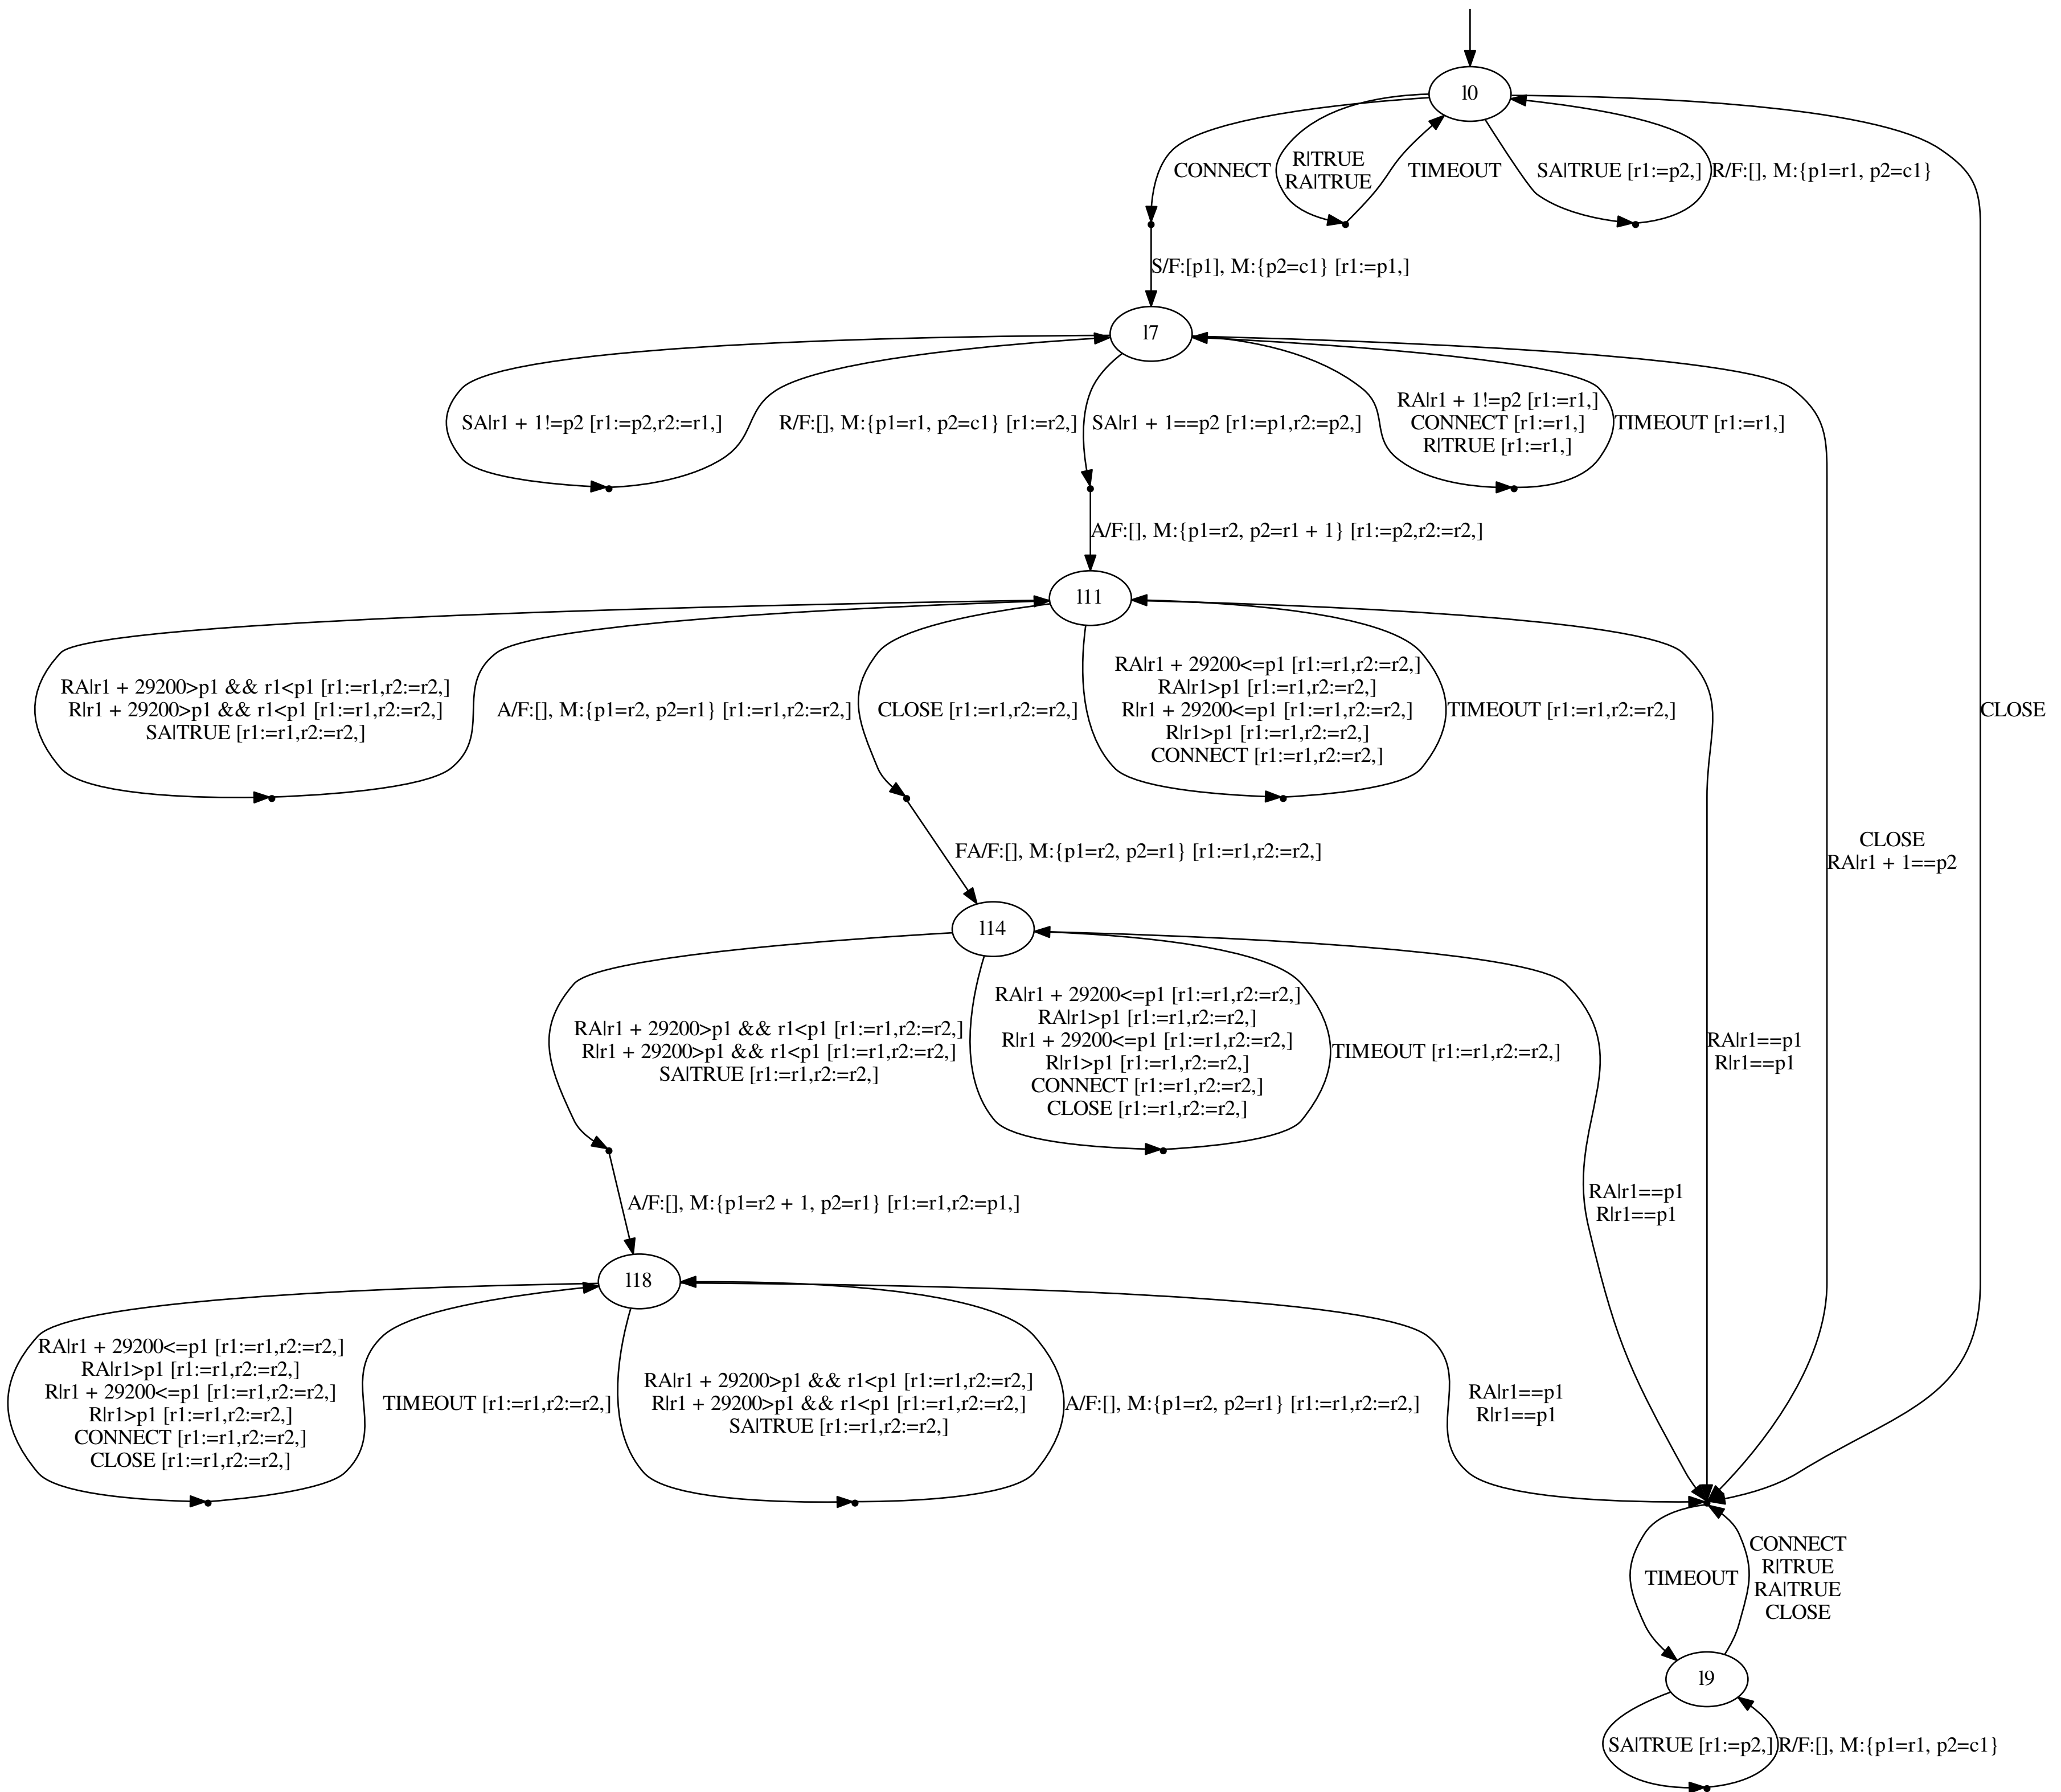 l0
CONNECT
R|TRUE
RA|TRUE
TIMEOUT
SA|TRUE [r1:=p2,]
R/F:[], M:{p1=r1, p2=c1}
S/F:[p1], M:{p2=c1} [r1:=p1,]
l7
SA|r1 + 1!=p2 [r1:=p2,r2:=r1,]
R/F:[], M:{p1=r1, p2=c1} [r1:=r2,]
SA|r1 + 1==p2 [r1:=p1,r2:=p2,]
RA|r1 + 1!=p2 [r1:=r1,]
CONNECT [r1:=r1,]
R|TRUE [r1:=r1,]
TIMEOUT [r1:=r1,]
A/F:[], M:{p1=r2, p2=r1 + 1} [r1:=p2,r2:=r2,]
l11
RA|r1 + 29200>p1 && r1<p1 [r1:=r1,r2:=r2,]
R|r1 + 29200>p1 && r1<p1 [r1:=r1,r2:=r2,]
SA|TRUE [r1:=r1,r2:=r2,]
A/F:[], M:{p1=r2, p2=r1} [r1:=r1,r2:=r2,]
CLOSE [r1:=r1,r2:=r2,]
RA|r1 + 29200<=p1 [r1:=r1,r2:=r2,]
RA|r1>p1 [r1:=r1,r2:=r2,]
R|r1 + 29200<=p1 [r1:=r1,r2:=r2,]
R|r1>p1 [r1:=r1,r2:=r2,]
CONNECT [r1:=r1,r2:=r2,]
TIMEOUT [r1:=r1,r2:=r2,]
CLOSE
CLOSE
RA|r1 + 1==p2
FA/F:[], M:{p1=r2, p2=r1} [r1:=r1,r2:=r2,]
l14
RA|r1 + 29200>p1 && r1<p1 [r1:=r1,r2:=r2,]
R|r1 + 29200>p1 && r1<p1 [r1:=r1,r2:=r2,]
SA|TRUE [r1:=r1,r2:=r2,]
RA|r1 + 29200<=p1 [r1:=r1,r2:=r2,]
RA|r1>p1 [r1:=r1,r2:=r2,]
R|r1 + 29200<=p1 [r1:=r1,r2:=r2,]
R|r1>p1 [r1:=r1,r2:=r2,]
CONNECT [r1:=r1,r2:=r2,]
CLOSE [r1:=r1,r2:=r2,]
TIMEOUT [r1:=r1,r2:=r2,]
RA|r1==p1
R|r1==p1
A/F:[], M:{p1=r2 + 1, p2=r1} [r1:=r1,r2:=p1,]
RA|r1==p1
R|r1==p1
l18
RA|r1 + 29200<=p1 [r1:=r1,r2:=r2,]
RA|r1>p1 [r1:=r1,r2:=r2,]
R|r1 + 29200<=p1 [r1:=r1,r2:=r2,]
R|r1>p1 [r1:=r1,r2:=r2,]
CONNECT [r1:=r1,r2:=r2,]
CLOSE [r1:=r1,r2:=r2,]
TIMEOUT [r1:=r1,r2:=r2,]
RA|r1 + 29200>p1 && r1<p1 [r1:=r1,r2:=r2,]
R|r1 + 29200>p1 && r1<p1 [r1:=r1,r2:=r2,]
SA|TRUE [r1:=r1,r2:=r2,]
A/F:[], M:{p1=r2, p2=r1} [r1:=r1,r2:=r2,]
RA|r1==p1
R|r1==p1
TIMEOUT
CONNECT
R|TRUE
RA|TRUE
CLOSE
l9
SA|TRUE [r1:=p2,]
R/F:[], M:{p1=r1, p2=c1}